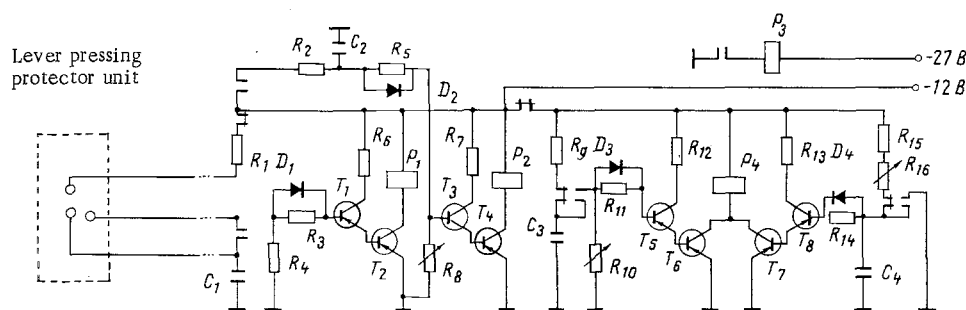 P3
-27 В
-12 В
Lever pressing
protector unit
R2
C2
R5
D2
R1
D1
R6
P1
R7
P2
R9
D3
R12
P4
R13
D4
R15
R16
T1
T3
T4
R3
R11
R14
R4
T2
R8
C3
R10
T5
T6
T7
T8
C4
C1